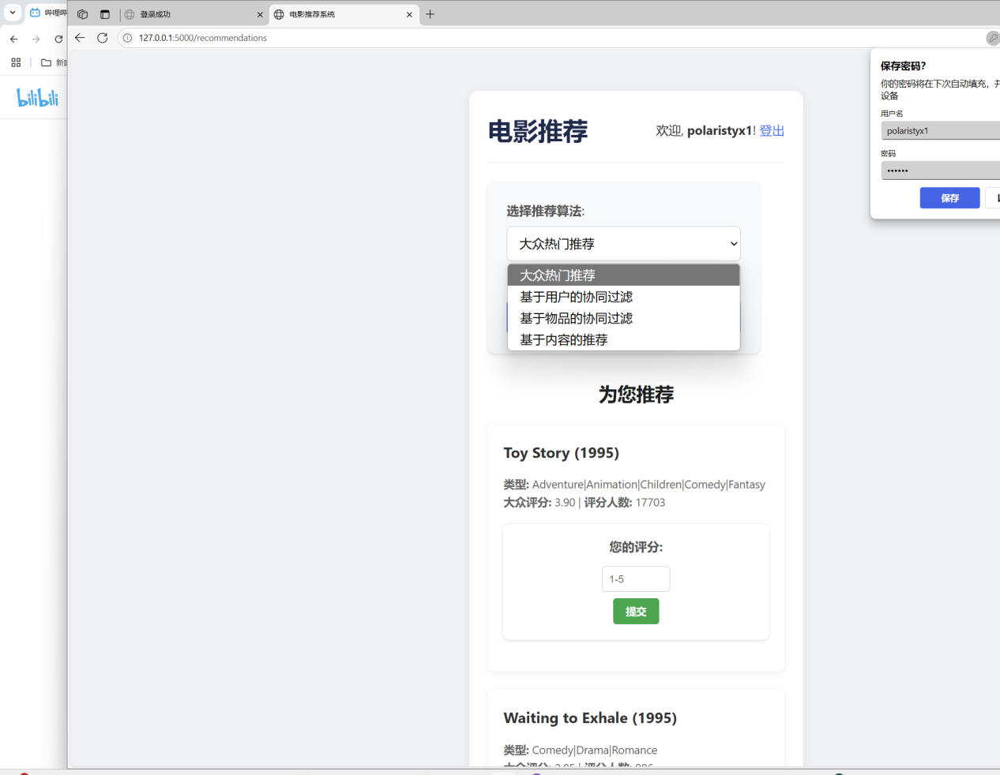 哔哩哔
登录成功
电影推荐系统
127.0.0.1:5000/recommendations
bilibili
电影推荐
欢迎, polaristyx1! 登出
选择推荐算法:
大众热门推荐
大众热门推荐
基于用户的协同过滤
基于物品的协同过滤
基于内容的推荐
为您推荐
Toy Story (1995)
类型: Adventure|Animation|Children|Comedy|Fantasy
大众评分: 3.90 | 评分人数: 17703
您的评分:
1-5
提交
Waiting to Exhale (1995)
类型: Comedy|Drama|Romance
保存密码?
你的密码将在下次自动填充，并
设备
用户名
polaristyx1
密码
••••••
保存